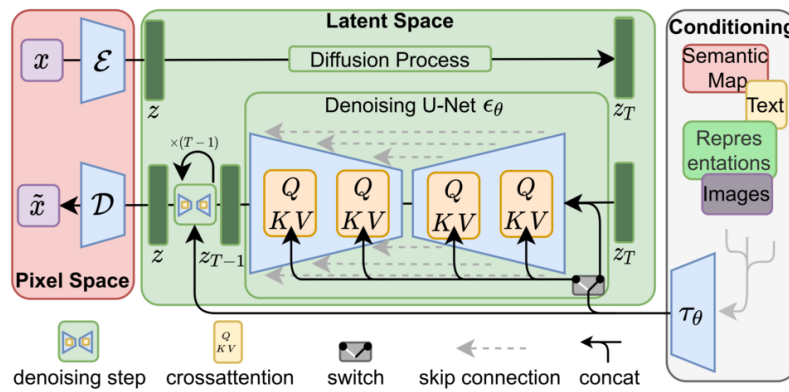 Latent Space
Conditioning
x
ℰ
Diffusion Process
Semantic
Map
z
z_T
Text
Denoising U-Net ϵ_θ
Repres
entations
×(T−1)
Images
Q
KV
Q
KV
Q
KV
Q
KV
x̃
𝒟
z
z_{T−1}
z_T
Pixel Space
τ_θ
Q
KV
denoising step
crossattention
switch
skip connection
concat